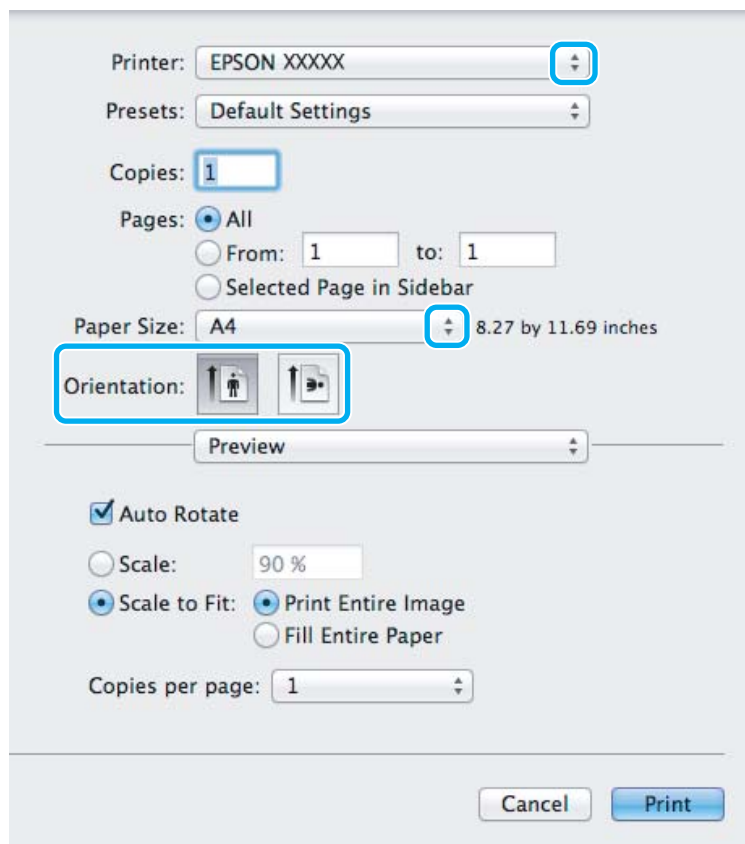 Printer: EPSON XXXXX
Presets: Default Settings
Copies: 1
Pages: All
From: 1 to: 1
Selected Page in Sidebar
Paper Size: A4 8.27 by 11.69 inches
Orientation:
Preview
Auto Rotate
Scale: 90 %
Scale to Fit: Print Entire Image
Fill Entire Paper
Copies per page: 1
Cancel Print